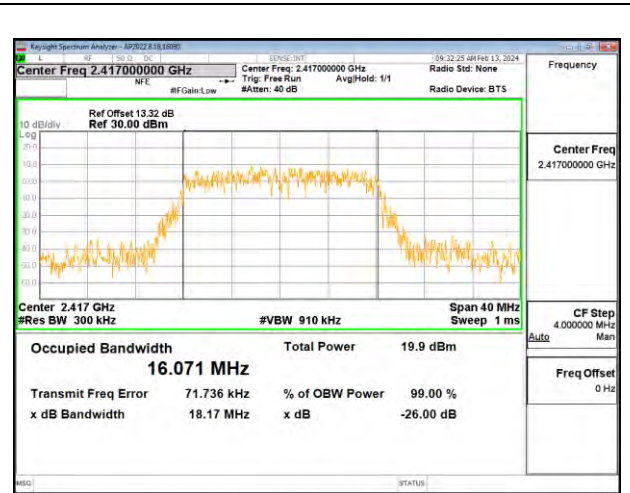 Keysight Spectrum Analyzer - AP2022.8.18,16080
L RF 50 Ω DC SENSE:INT 09:32:25 AM Feb 13, 2024
Center Freq 2.417000000 GHz
NFE
#IFGain:Low
Center Freq: 2.417000000 GHz
Trig: Free Run Avg|Hold: 1/1
#Atten: 40 dB
Radio Std: None
Radio Device: BTS
Frequency
Ref Offset 13.32 dB
10 dB/div Ref 30.00 dBm
Log
Center Freq
2.417000000 GHz
Center 2.417 GHz Span 40 MHz
#Res BW 300 kHz #VBW 910 kHz Sweep 1 ms
CF Step
4.000000 MHz
Auto Man
Occupied Bandwidth Total Power 19.9 dBm
16.071 MHz
Freq Offset
0 Hz
Transmit Freq Error 71.736 kHz % of OBW Power 99.00 %
x dB Bandwidth 18.17 MHz x dB -26.00 dB
MSG STATUS